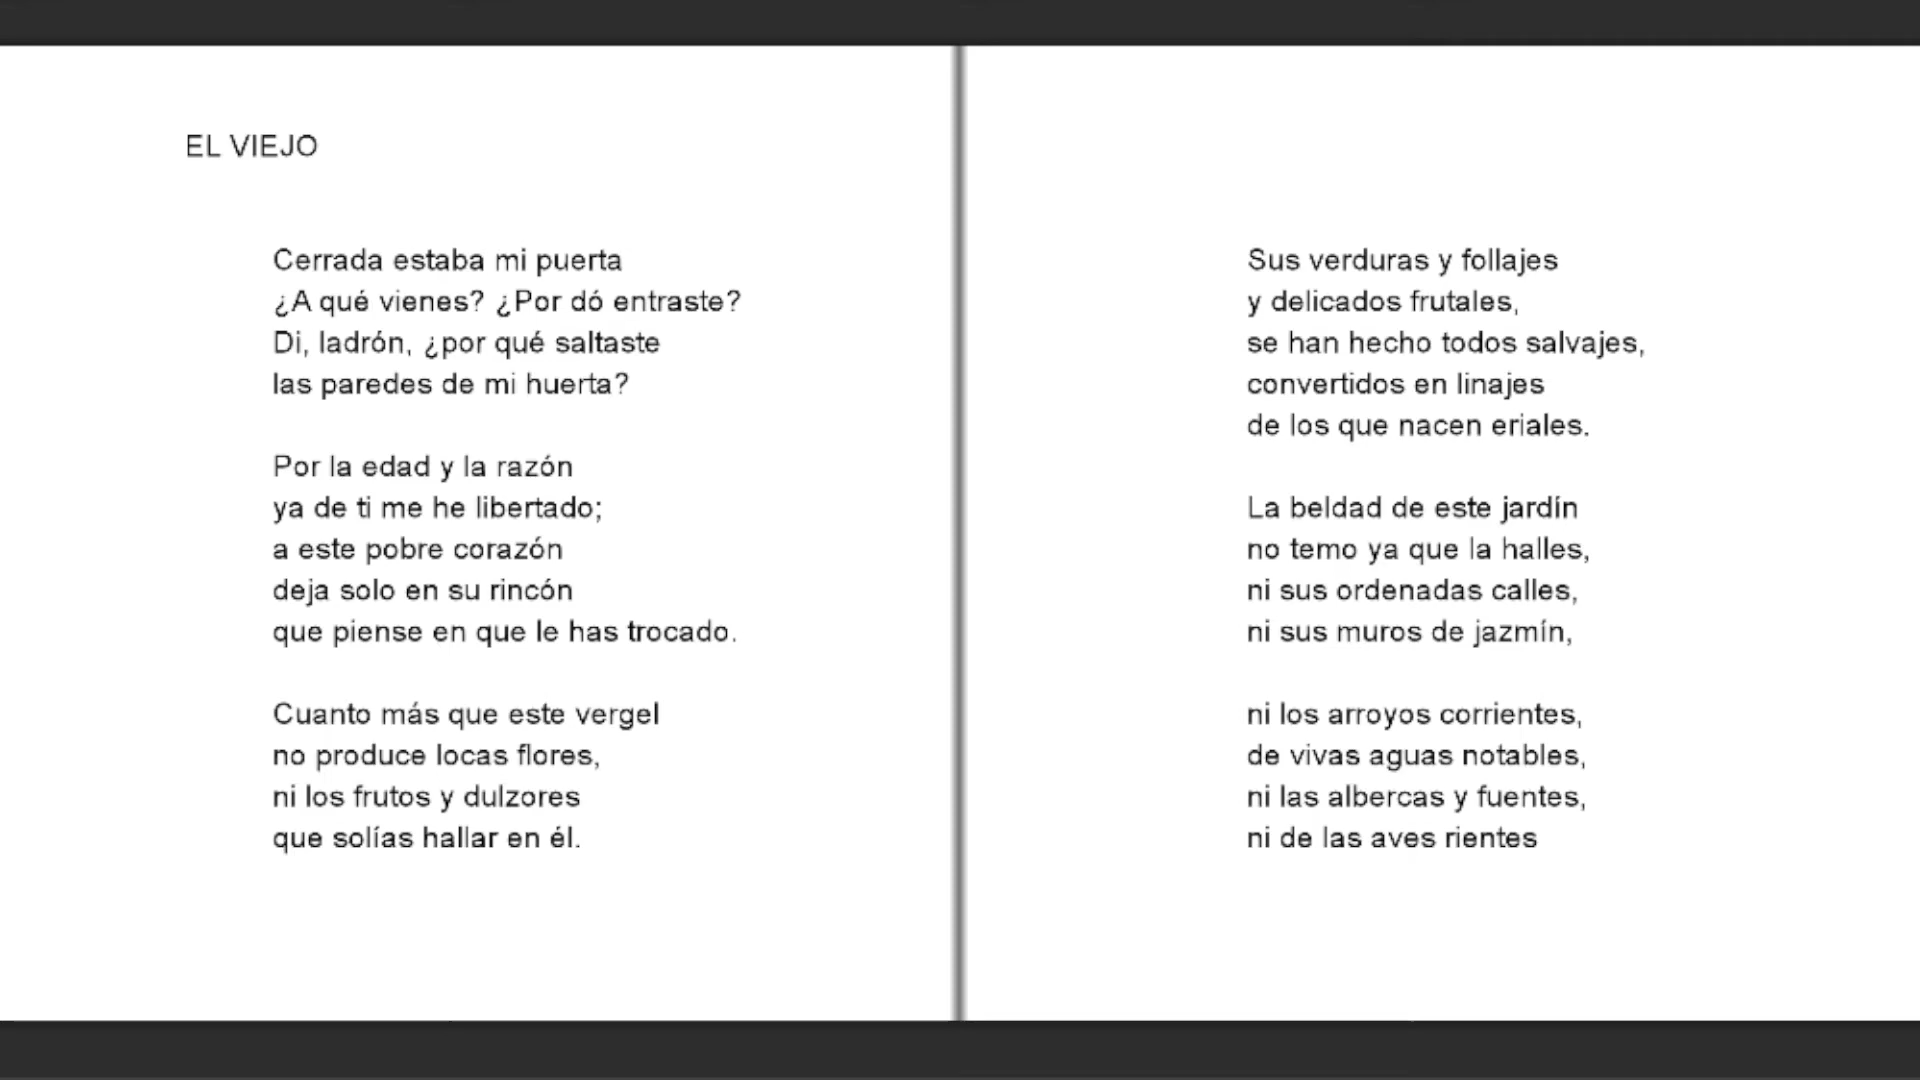 EL VIEJO
Cerrada estaba mi puerta
¿A qué vienes? ¿Por dó entraste?
Di, ladrón, ¿por qué saltaste
las paredes de mi huerta?
Por la edad y la razón
ya de ti me he libertado;
a este pobre corazón
deja solo en su rincón
que piense en que le has trocado.
Cuanto más que este vergel
no produce locas flores,
ni los frutos y dulzores
que solías hallar en él.
Sus verduras y follajes
y delicados frutales,
se han hecho todos salvajes,
convertidos en linajes
de los que nacen eriales.
La beldad de este jardín
no temo ya que la halles,
ni sus ordenadas calles,
ni sus muros de jazmín,
ni los arroyos corrientes,
de vivas aguas notables,
ni las albercas y fuentes,
ni de las aves rientes